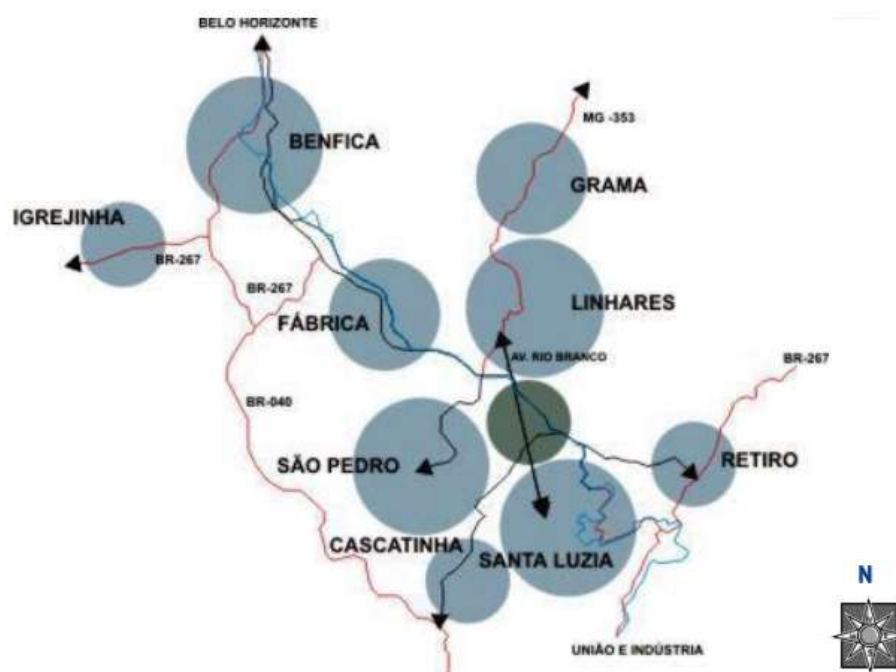 BELO HORIZONTE
MG -353
BENFICA
GRAMA
IGREJINHA
BR-267
BR-267
LINHARES
FÁBRICA
AV. RIO BRANCO
BR-267
BR-040
SÃO PEDRO
RETIRO
CASCATINHA
SANTA LUZIA
N
UNIÃO E INDÚSTRIA